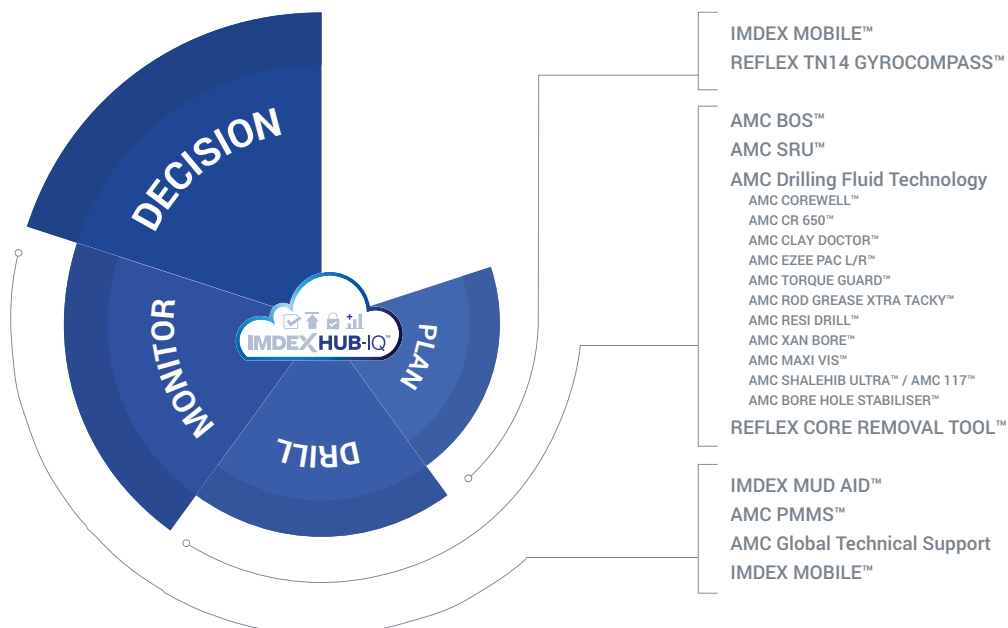 DECISION
MONITOR
DRILL
PLAN
IMDEX HUB-IQ™
IMDEX MOBILE™
REFLEX TN14 GYROCOMPASS™
AMC BOS™
AMC SRU™
AMC Drilling Fluid Technology
AMC COREWELL™
AMC CR 650™
AMC CLAY DOCTOR™
AMC EZEE PAC L/R™
AMC TORQUE GUARD™
AMC ROD GREASE XTRA TACKY™
AMC RESI DRILL™
AMC XAN BORE™
AMC MAXI VIS™
AMC SHALEHIB ULTRA™ / AMC 117™
AMC BORE HOLE STABILISER™
REFLEX CORE REMOVAL TOOL™
IMDEX MUD AID™
AMC PMMS™
AMC Global Technical Support
IMDEX MOBILE™